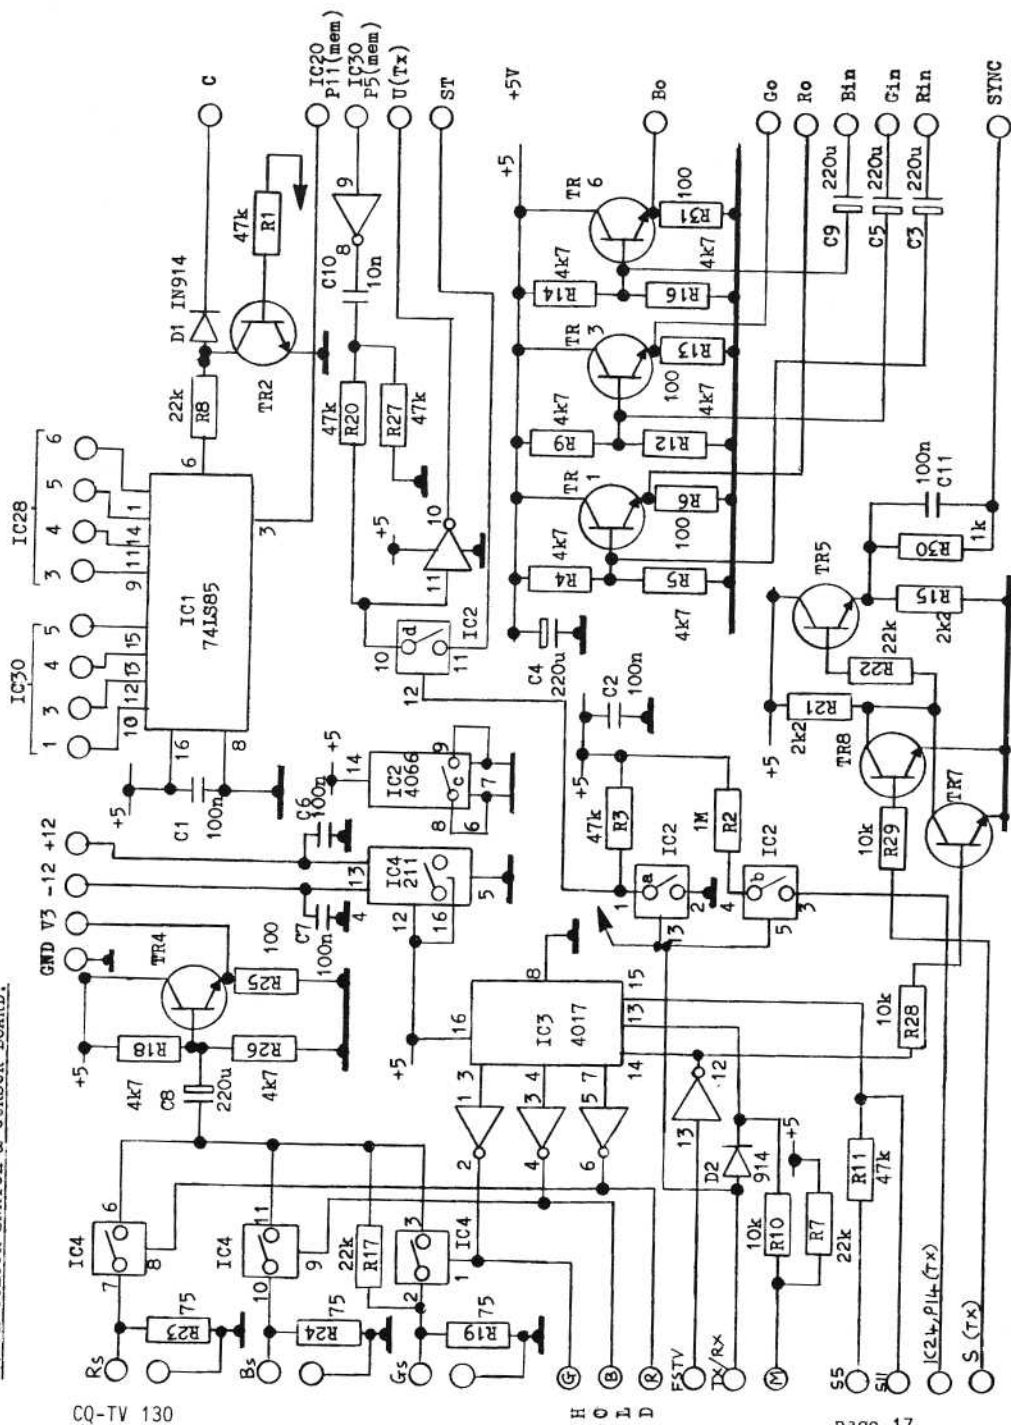 IC28
3
4
5
6
IC30
1
3
4
5
10
12
13
15
9
11
14
1
IC1
74LS85
16
8
6
3
+5
C1
100n
22k
R8
D1 IN914
47k
R1
TR2
C
IC20
P11(mem)
IC30
P5(mem)
U(Tx)
ST
9
8
C10
10n
47k
R20
R27
47k
+5
11
10
10
d
11
IC2
12
+5
14
IC2
4066
8
c
9
6
7
+12
-12
V3
GND
C6
100n
C7
100n
4
13
IC4
211
12
16
5
+5
TR4
100
R25
R18
4k7
R26
4k7
C8
220u
+5
IC3
4017
16
8
3
4
7
14
13
15
1
2
3
4
5
6
13
12
IC4
6
7
8
IC4
11
10
9
IC4
3
2
1
22k
R17
Rs
R23
75
Bs
R24
75
Gs
R19
75
G
B
R
HOLD
FSTV
TX/RX
M
S5
S11
IC24,P14(TX)
S(TX)
D2
914
10k
R10
R7
22k
+5
R11
47k
10k
R28
47k
R3
1M
R2
+5
C2
100n
IC2
1
a
2
13
IC2
4
b
3
5
C4
220u
+5
+5V
4k7
R4
R5
4k7
TR
1
100
R6
4k7
R9
R12
4k7
TR
3
100
R13
4k7
R14
R16
4k7
TR
6
100
R31
Bo
Go
Ro
Bin
Gin
Rin
220u
C9
220u
C5
220u
C3
SYNC
+5
2k2
R21
TR8
10k
R29
TR7
R22
22k
TR5
R15
2k2
R30
1k
100n
C11
CQ-TV 130
page 17